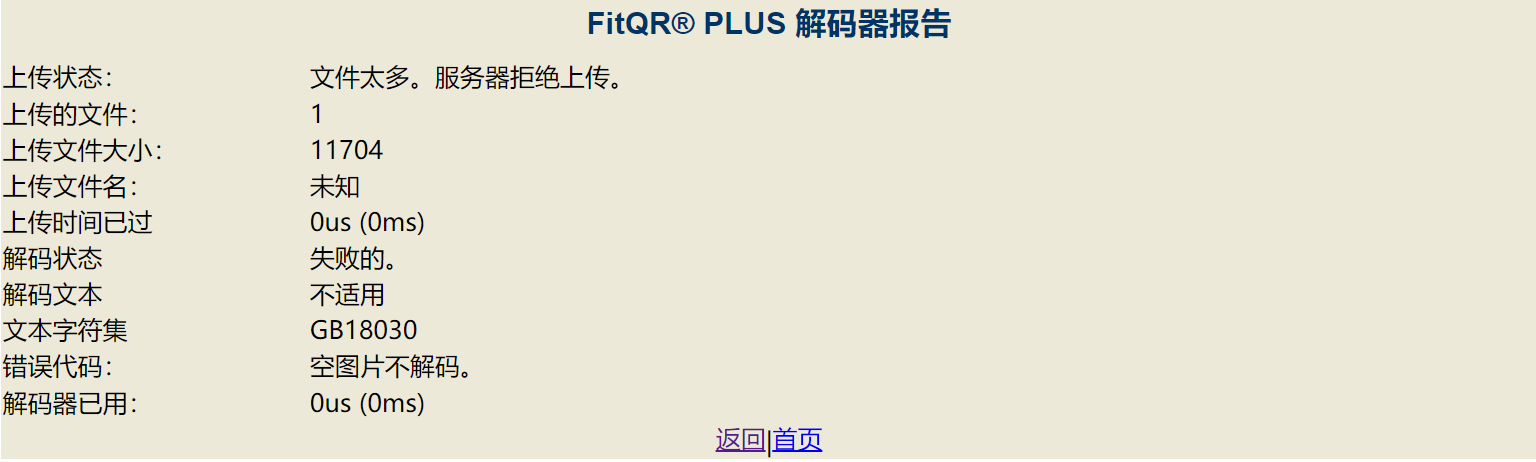 FitQR® PLUS 解码器报告
上传状态： 文件太多。服务器拒绝上传。
上传的文件： 1
上传文件大小： 11704
上传文件名： 未知
上传时间已过 0us (0ms)
解码状态 失败的。
解码文本 不适用
文本字符集 GB18030
错误代码： 空图片不解码。
解码器已用： 0us (0ms)
返回|首页